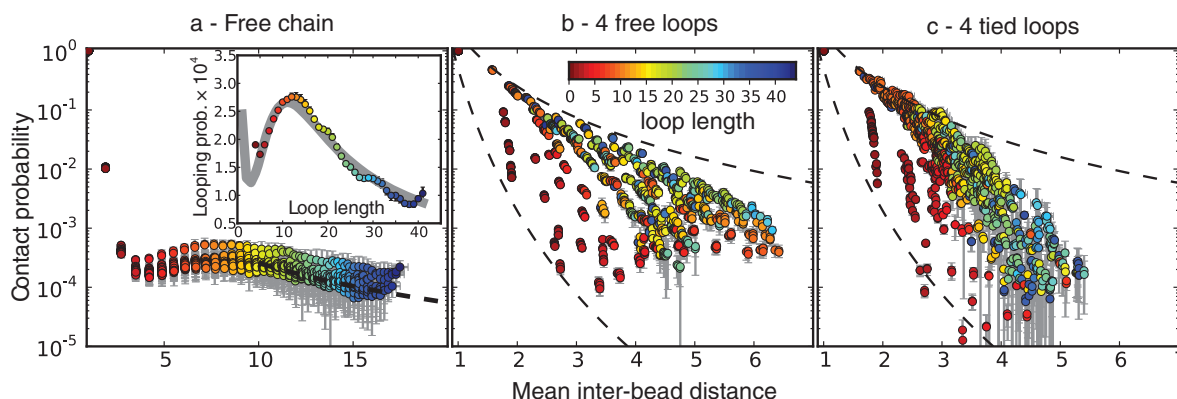 a - Free chain
b - 4 free loops
c - 4 tied loops
Contact probability
10^0
10^-1
10^-2
10^-3
10^-4
10^-5
Looping prob. × 10^4
3.5
3.0
2.5
2.0
1.5
1.0
0.5
0 10 20 30 40
Loop length
0 5 10 15 20 25 30 35 40
loop length
5 10 15
1 2 3 4 5 6
1 2 3 4 5 6
Mean inter-bead distance